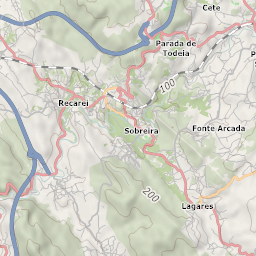 Cete
Parada de
Todeia
100
Recarei
Sobreira
Fonte Arcada
200
Lagares